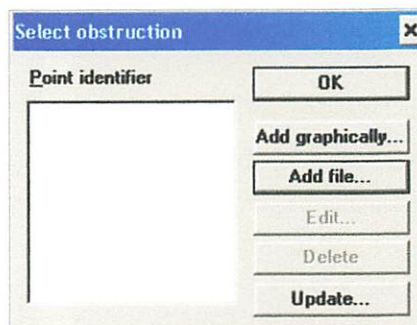 Select obstruction
Point identifier
OK
Add graphically...
Add file...
Edit...
Delete
Update...